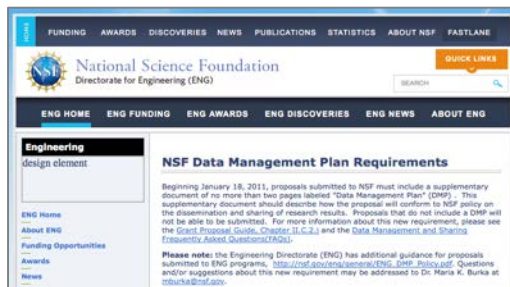 HOME
FUNDING AWARDS DISCOVERIES NEWS PUBLICATIONS STATISTICS ABOUT NSF FASTLANE
QUICK LINKS
NSF
National Science Foundation
Directorate for Engineering (ENG)
SEARCH
ENG HOME ENG FUNDING ENG AWARDS ENG DISCOVERIES ENG NEWS ABOUT ENG
Engineering
design element
ENG Home
About ENG
Funding Opportunities
Awards
News
NSF Data Management Plan Requirements
Beginning January 18, 2011, proposals submitted to NSF must include a supplementary
document of no more than two pages labeled "Data Management Plan" (DMP) . This
supplementary document should describe how the proposal will conform to NSF policy on
the dissemination and sharing of research results. Proposals that do not include a DMP will
not be able to be submitted. For more information about this new requirement, please see
the Grant Proposal Guide, Chapter II.C.2.j and the Data Management and Sharing
Frequently Asked Questions(FAQs).
Please note: the Engineering Directorate (ENG) has additional guidance for proposals
submitted to ENG programs, http://nsf.gov/eng/general/ENG_DMP_Policy.pdf. Questions
and/or suggestions about this new requirement may be addressed to Dr. Maria K. Burka at
mburka@nsf.gov.